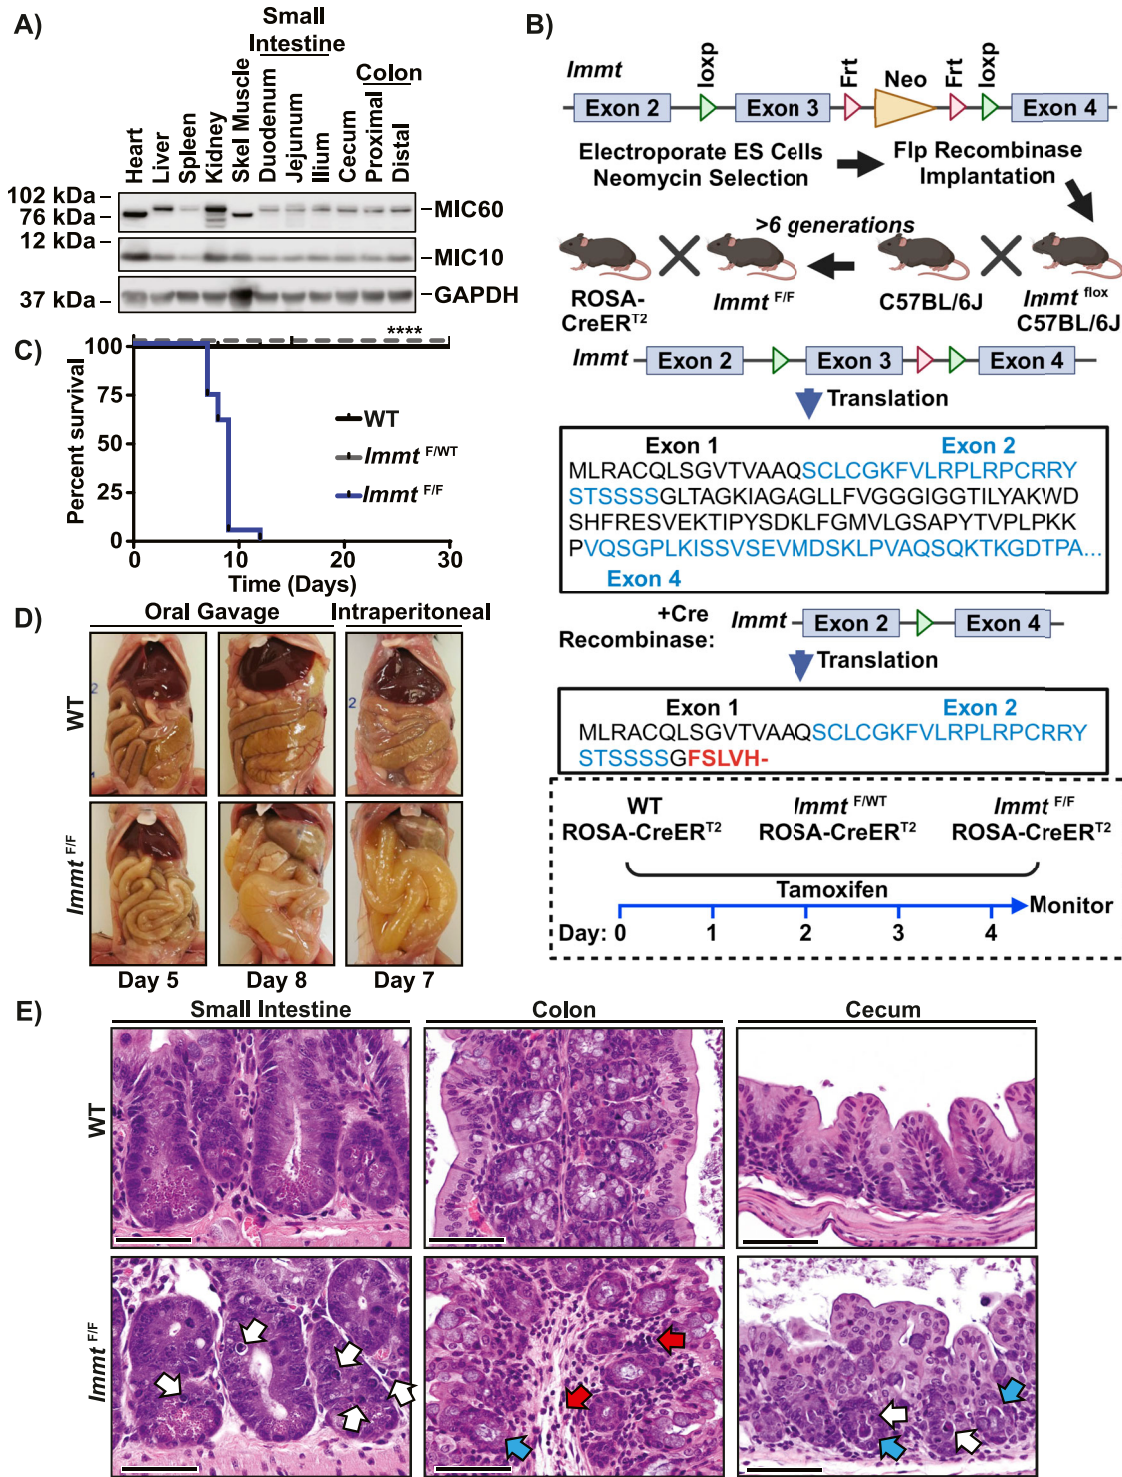 A)
Small
Intestine
Colon
Heart
Liver
Spleen
Kidney
Skel Muscle
Duodenum
Jejunum
Ilium
Cecum
Proximal
Distal
102 kDa
76 kDa
MIC60
12 kDa
MIC10
37 kDa
GAPDH
B)
Immt
loxp
Frt
Neo
Frt
loxp
Exon 2
Exon 3
Exon 4
Electroporate ES Cells
Neomycin Selection
Flp Recombinase
Implantation
>6 generations
ROSA-
CreER T2
Immt F/F
C57BL/6J
Immt flox
C57BL/6J
Immt
Exon 2
Exon 3
Exon 4
Translation
Exon 1 Exon 2
MLRACQLSGVTVAAQSCLCGKFVLRPLRPCRRY
STSSSSGLTAGKIAGAGLLFVGGGIGGTILYAKWD
SHFRESVEKTIPYSDKLFGMVLGSAPYTVPLPKK
PVQSGPLKISSVSEVMDSKLPVAQSQKTKGDTPA...
Exon 4
+Cre
Recombinase:
Immt
Exon 2
Exon 4
Translation
Exon 1 Exon 2
MLRACQLSGVTVAAQSCLCGKFVLRPLRPCRRY
STSSSSGFSLVH-
WT
ROSA-CreER T2
Immt F/WT
ROSA-CreER T2
Immt F/F
ROSA-CreER T2
Tamoxifen
Monitor
Day: 0 1 2 3 4
C)
Percent survival
100
75
50
25
0
****
WT
Immt F/WT
Immt F/F
0 10 20 30
Time (Days)
D)
Oral Gavage
Intraperitoneal
WT
2
2
Immt F/F
Day 5
Day 8
Day 7
E)
Small Intestine
Colon
Cecum
WT
Immt F/F